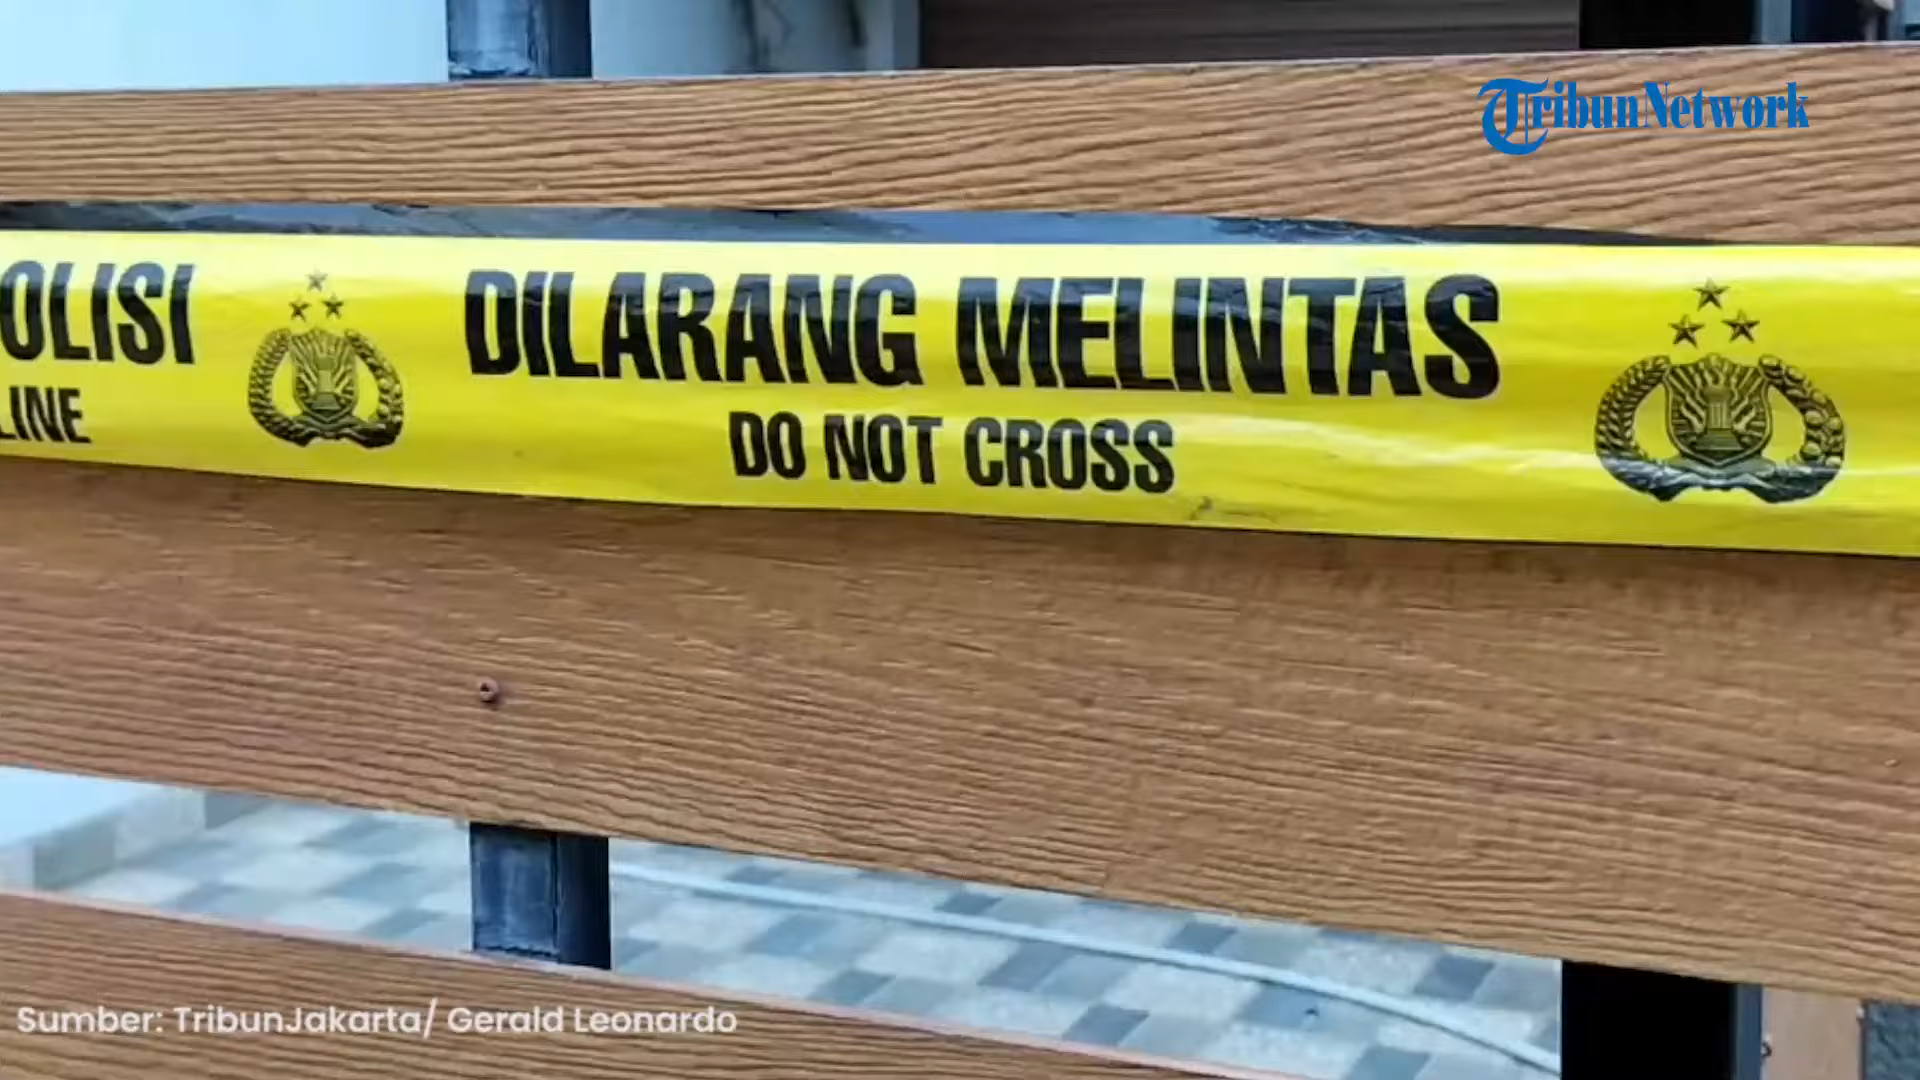 TribunNetwork
OLISI
LINE
DILARANG MELINTAS
DO NOT CROSS
Sumber: TribunJakarta/ Gerald Leonardo